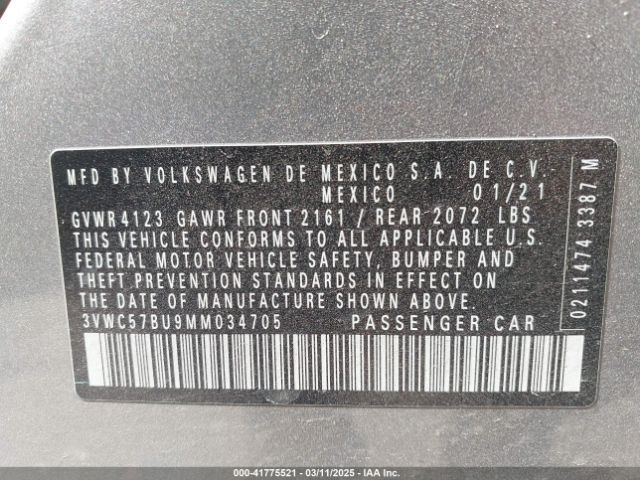 MFD BY VOLKSWAGEN DE MEXICO S.A. DE C.V.
MEXICO 01/21
GVWR 4123 GAWR FRONT 2161 / REAR 2072 LBS
THIS VEHICLE CONFORMS TO ALL APPLICABLE U.S.
FEDERAL MOTOR VEHICLE SAFETY, BUMPER AND
THEFT PREVENTION STANDARDS IN EFFECT ON
THE DATE OF MANUFACTURE SHOWN ABOVE.
3VWC57BU9MM034705 PASSENGER CAR
0211474 3387 M
000-41775521 | 03/11/2025 | IAA Inc.